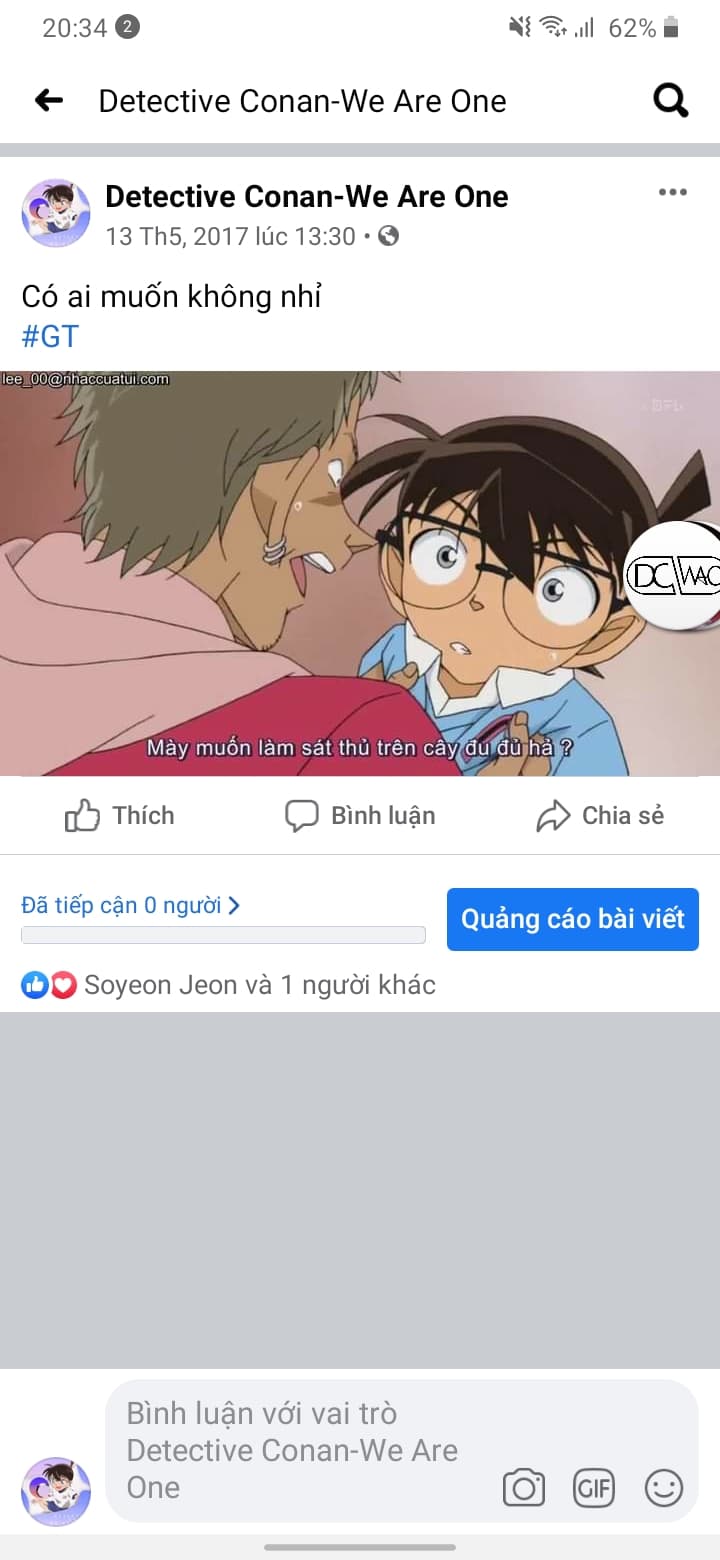 20:34 2 62%
Detective Conan-We Are One
Detective Conan-We Are One
13 Th5, 2017 lúc 13:30 •
Có ai muốn không nhỉ
#GT
lee_00@nhaccuatui.com
DC WAO
Mày muốn làm sát thủ trên cây đu đủ hả ?
Thích Bình luận Chia sẻ
Đã tiếp cận 0 người
Quảng cáo bài viết
Soyeon Jeon và 1 người khác
Bình luận với vai trò
Detective Conan-We Are
One
GIF